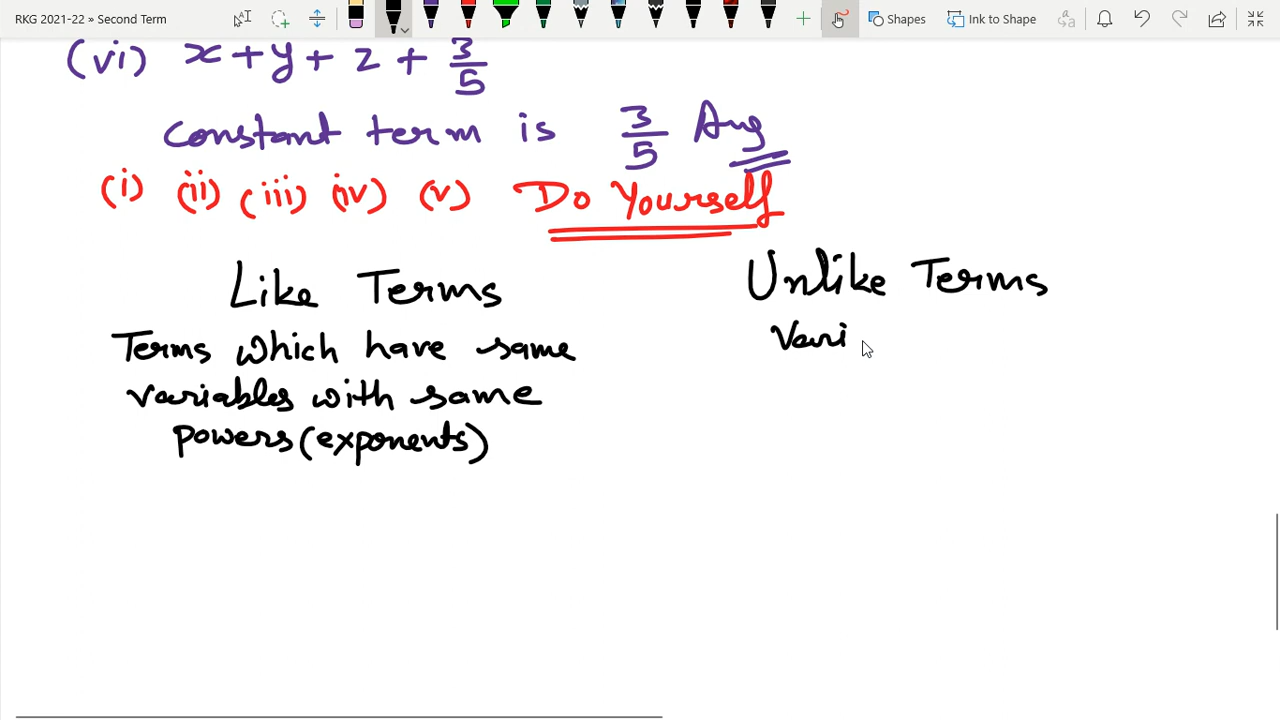 RKG 2021-22 » Second Term
Shapes
Ink to Shape
(vi) x + y + z + 3/5
Constant term is 3/5 Ans
(i) (ii) (iii) (iv) (v) Do Yourself
Like Terms
Terms which have same
variables with same
powers (exponents)
Unlike Terms
Vari